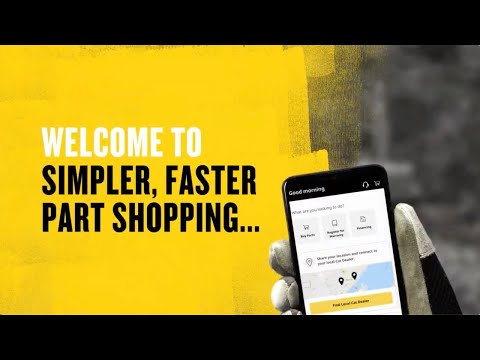 WELCOME TO
SIMPLER, FASTER
PART SHOPPING...
Good morning
What are you looking to do?
Buy Parts
Register for
Warranty
Financing
Share your location and connect to
your local Cat Dealer
Find Local Cat Dealer